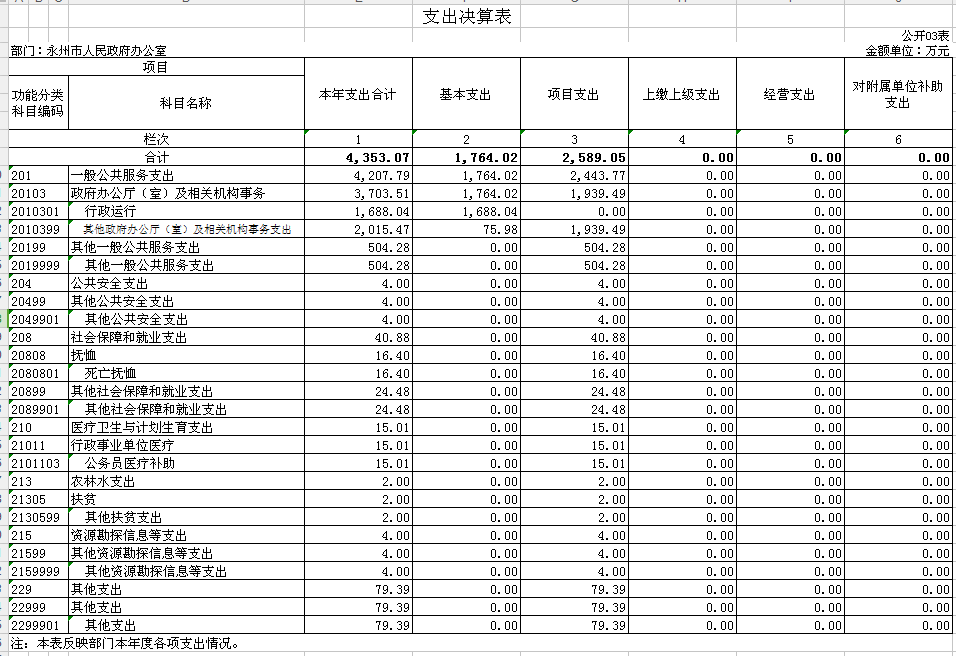 支出决算表
公开03表
部门：永州市人民政府办公室 金额单位：万元
项目 本年支出合计 基本支出 项目支出 上缴上级支出 经营支出 对附属单位补助支出
功能分类科目编码 科目名称
栏次 1 2 3 4 5 6
合计 4,353.07 1,764.02 2,589.05 0.00 0.00 0.00
201 一般公共服务支出 4,207.79 1,764.02 2,443.77 0.00 0.00 0.00
20103 政府办公厅（室）及相关机构事务 3,703.51 1,764.02 1,939.49 0.00 0.00 0.00
2010301 行政运行 1,688.04 1,688.04 0.00 0.00 0.00 0.00
2010399 其他政府办公厅（室）及相关机构事务支出 2,015.47 75.98 1,939.49 0.00 0.00 0.00
20199 其他一般公共服务支出 504.28 0.00 504.28 0.00 0.00 0.00
2019999 其他一般公共服务支出 504.28 0.00 504.28 0.00 0.00 0.00
204 公共安全支出 4.00 0.00 4.00 0.00 0.00 0.00
20499 其他公共安全支出 4.00 0.00 4.00 0.00 0.00 0.00
2049901 其他公共安全支出 4.00 0.00 4.00 0.00 0.00 0.00
208 社会保障和就业支出 40.88 0.00 40.88 0.00 0.00 0.00
20808 抚恤 16.40 0.00 16.40 0.00 0.00 0.00
2080801 死亡抚恤 16.40 0.00 16.40 0.00 0.00 0.00
20899 其他社会保障和就业支出 24.48 0.00 24.48 0.00 0.00 0.00
2089901 其他社会保障和就业支出 24.48 0.00 24.48 0.00 0.00 0.00
210 医疗卫生与计划生育支出 15.01 0.00 15.01 0.00 0.00 0.00
21011 行政事业单位医疗 15.01 0.00 15.01 0.00 0.00 0.00
2101103 公务员医疗补助 15.01 0.00 15.01 0.00 0.00 0.00
213 农林水支出 2.00 0.00 2.00 0.00 0.00 0.00
21305 扶贫 2.00 0.00 2.00 0.00 0.00 0.00
2130599 其他扶贫支出 2.00 0.00 2.00 0.00 0.00 0.00
215 资源勘探信息等支出 4.00 0.00 4.00 0.00 0.00 0.00
21599 其他资源勘探信息等支出 4.00 0.00 4.00 0.00 0.00 0.00
2159999 其他资源勘探信息等支出 4.00 0.00 4.00 0.00 0.00 0.00
229 其他支出 79.39 0.00 79.39 0.00 0.00 0.00
22999 其他支出 79.39 0.00 79.39 0.00 0.00 0.00
2299901 其他支出 79.39 0.00 79.39 0.00 0.00 0.00
注：本表反映部门本年度各项支出情况。